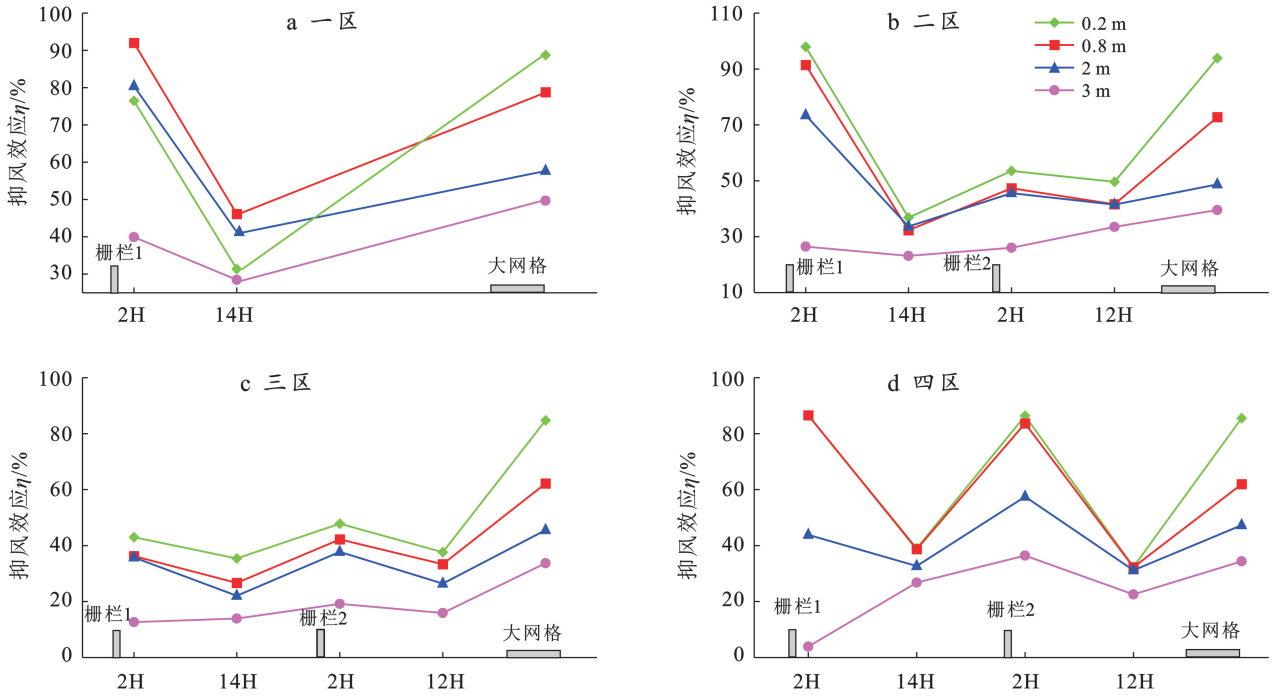 a 一区
抑风效应η/%
100
90
80
70
60
50
40
30
栅栏1
大网格
2H
14H
b 二区
0.2 m
0.8 m
2 m
3 m
抑风效应η/%
110
90
70
50
30
10
栅栏1
栅栏2
大网格
2H
14H
2H
12H
c 三区
抑风效应η/%
100
80
60
40
20
0
栅栏1
栅栏2
大网格
2H
14H
2H
12H
d 四区
抑风效应η/%
100
80
60
40
20
0
栅栏1
栅栏2
大网格
2H
14H
2H
12H